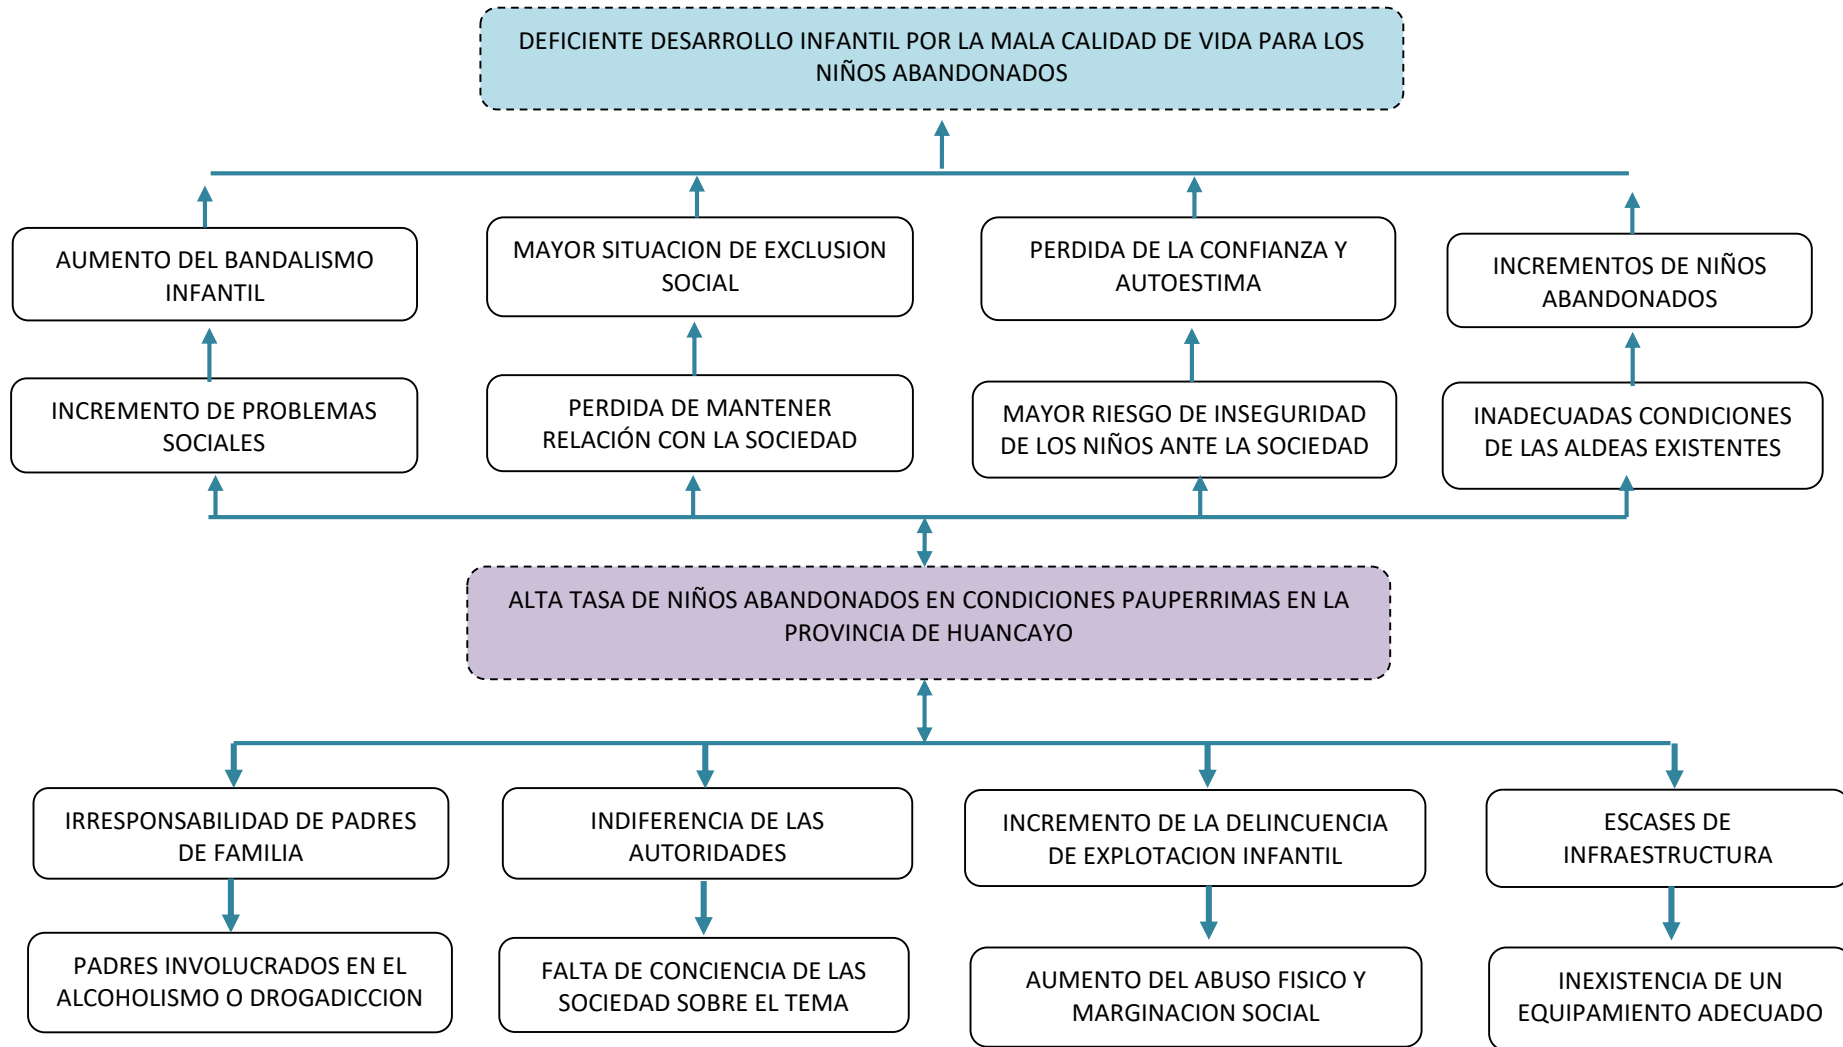 DEFICIENTE DESARROLLO INFANTIL POR LA MALA CALIDAD DE VIDA PARA LOS
NIÑOS ABANDONADOS
AUMENTO DEL BANDALISMO
INFANTIL
MAYOR SITUACION DE EXCLUSION
SOCIAL
PERDIDA DE LA CONFIANZA Y
AUTOESTIMA
INCREMENTOS DE NIÑOS
ABANDONADOS
INCREMENTO DE PROBLEMAS
SOCIALES
PERDIDA DE MANTENER
RELACIÓN CON LA SOCIEDAD
MAYOR RIESGO DE INSEGURIDAD
DE LOS NIÑOS ANTE LA SOCIEDAD
INADECUADAS CONDICIONES
DE LAS ALDEAS EXISTENTES
ALTA TASA DE NIÑOS ABANDONADOS EN CONDICIONES PAUPERRIMAS EN LA
PROVINCIA DE HUANCAYO
IRRESPONSABILIDAD DE PADRES
DE FAMILIA
INDIFERENCIA DE LAS
AUTORIDADES
INCREMENTO DE LA DELINCUENCIA
DE EXPLOTACION INFANTIL
ESCASES DE
INFRAESTRUCTURA
PADRES INVOLUCRADOS EN EL
ALCOHOLISMO O DROGADICCION
FALTA DE CONCIENCIA DE LAS
SOCIEDAD SOBRE EL TEMA
AUMENTO DEL ABUSO FISICO Y
MARGINACION SOCIAL
INEXISTENCIA DE UN
EQUIPAMIENTO ADECUADO